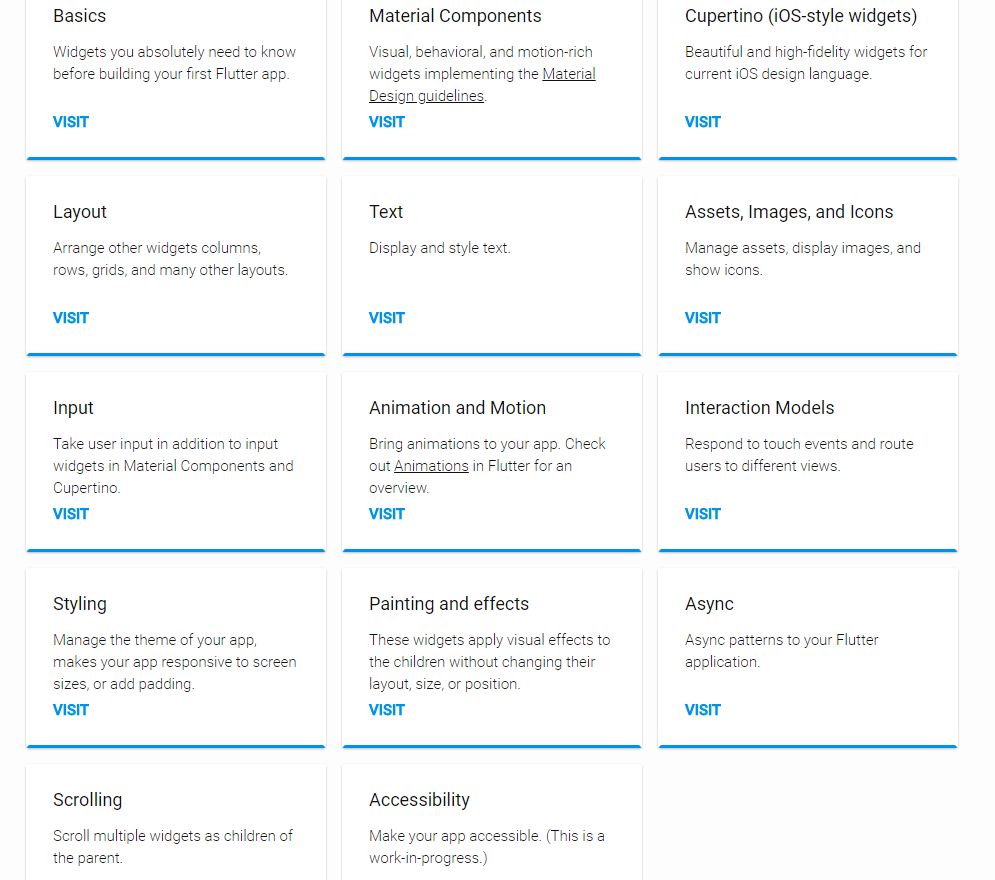 Basics
Widgets you absolutely need to know
before building your first Flutter app.
VISIT
Material Components
Visual, behavioral, and motion-rich
widgets implementing the Material
Design guidelines.
VISIT
Cupertino (iOS-style widgets)
Beautiful and high-fidelity widgets for
current iOS design language.
VISIT
Layout
Arrange other widgets columns,
rows, grids, and many other layouts.
VISIT
Text
Display and style text.
VISIT
Assets, Images, and Icons
Manage assets, display images, and
show icons.
VISIT
Input
Take user input in addition to input
widgets in Material Components and
Cupertino.
VISIT
Animation and Motion
Bring animations to your app. Check
out Animations in Flutter for an
overview.
VISIT
Interaction Models
Respond to touch events and route
users to different views.
VISIT
Styling
Manage the theme of your app,
makes your app responsive to screen
sizes, or add padding.
VISIT
Painting and effects
These widgets apply visual effects to
the children without changing their
layout, size, or position.
VISIT
Async
Async patterns to your Flutter
application.
VISIT
Scrolling
Scroll multiple widgets as children of
the parent.
Accessibility
Make your app accessible. (This is a
work-in-progress.)